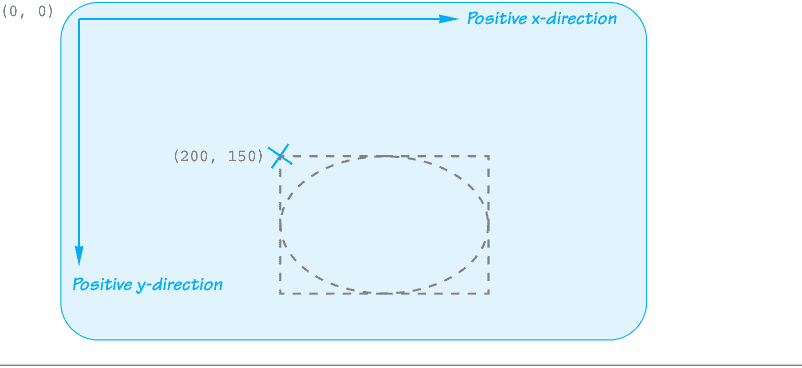 (0, 0)
Positive x-direction
(200, 150)
Positive y-direction